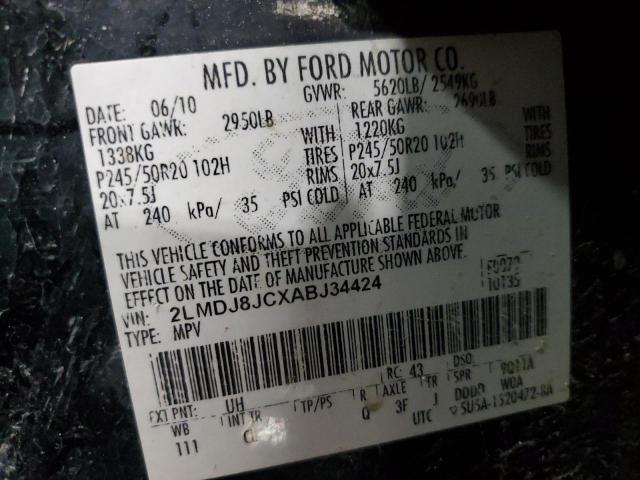 MFD. BY FORD MOTOR CO.
DATE: 06/10 GVWR: 5620LB/ 2549KG
FRONT GAWR: 2950LB REAR GAWR: 2690LB
1338KG WITH 1220KG WITH
P245/50R20 102H TIRES P245/50R20 102H TIRES
20x7.5J RIMS 20x7.5J RIMS
AT 240 kPa/ 35 PSI COLD AT 240 kPa/ 35 PSI COLD
THIS VEHICLE CONFORMS TO ALL APPLICABLE FEDERAL MOTOR
VEHICLE SAFETY AND THEFT PREVENTION STANDARDS IN
EFFECT ON THE DATE OF MANUFACTURE SHOWN ABOVE.
VIN: 2LMDJ8JCXABJ34424
TYPE: MPV
10135
RC: 43 DSO:
EXT PNT: UH
WB INT TR TP/PS R AXLE TR SPR
111 Q 3F J
UTC